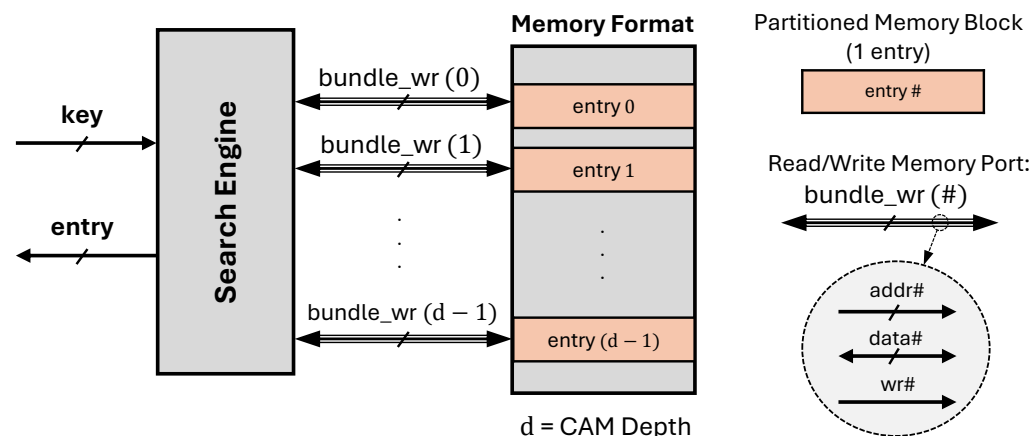 key
entry
Search Engine
bundle_wr (0)
bundle_wr (1)
.
.
.
bundle_wr (d − 1)
Memory Format
entry 0
entry 1
.
.
.
entry (d − 1)
d = CAM Depth
Partitioned Memory Block
(1 entry)
entry #
Read/Write Memory Port:
bundle_wr (#)
addr#
data#
wr#